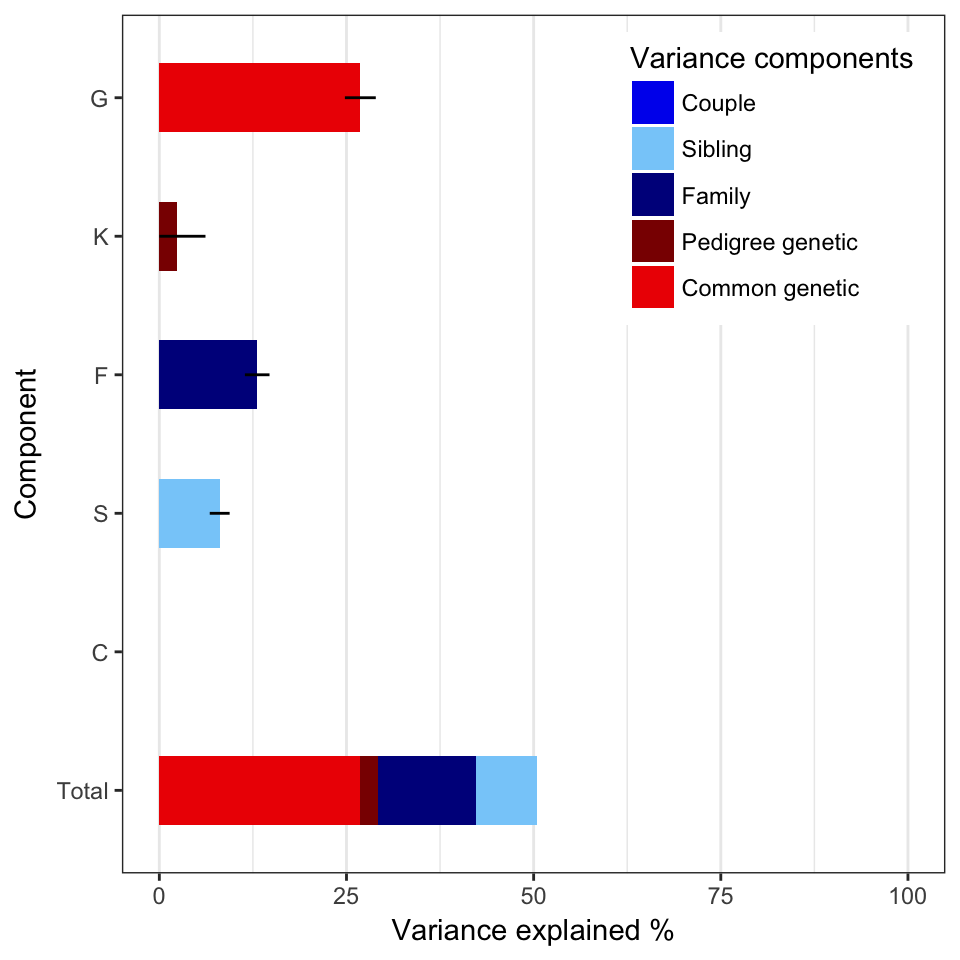 Variance components
Couple
Sibling
Family
Pedigree genetic
Common genetic
G
K
F
S
C
Total
Component
0 25 50 75 100
Variance explained %